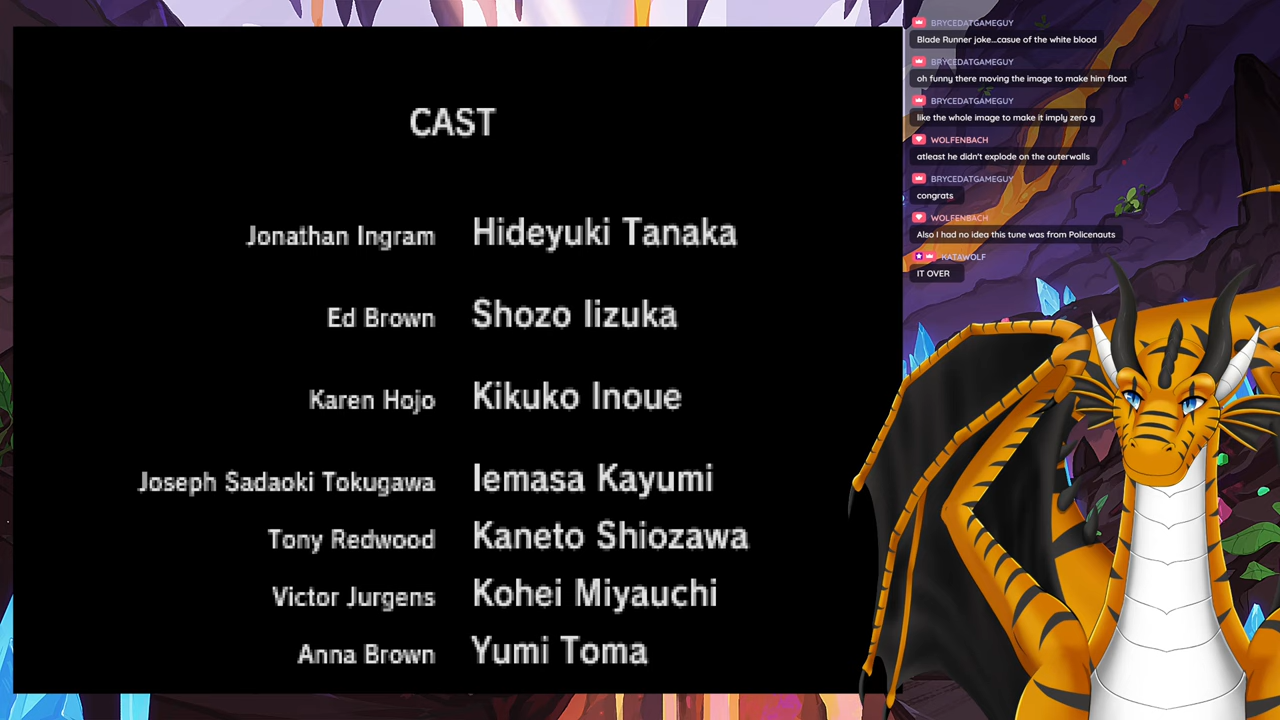 CAST
Jonathan Ingram Hideyuki Tanaka
Ed Brown Shozo Iizuka
Karen Hojo Kikuko Inoue
Joseph Sadaoki Tokugawa Iemasa Kayumi
Tony Redwood Kaneto Shiozawa
Victor Jurgens Kohei Miyauchi
Anna Brown Yumi Toma
BRYCEDATGAMEGUY
Blade Runner joke...casue of the white blood
BRYCEDATGAMEGUY
oh funny there moving the image to make him float
BRYCEDATGAMEGUY
like the whole image to make it imply zero g
WOLFENBACH
atleast he didn't explode on the outerwalls
BRYCEDATGAMEGUY
congrats
WOLFENBACH
Also I had no idea this tune was from Policenauts
KATAWOLF
IT OVER